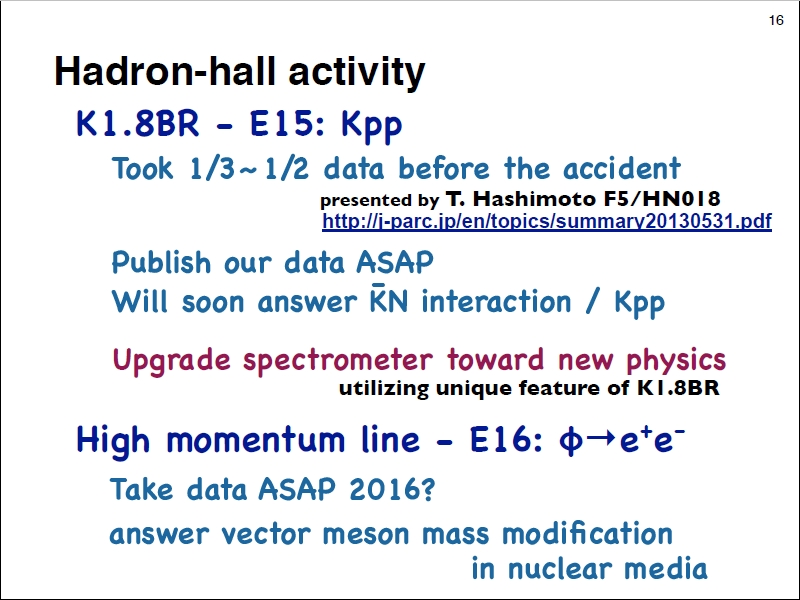 16
Hadron-hall activity
K1.8BR - E15: Kpp
Took 1/3~1/2 data before the accident
presented by T. Hashimoto F5/HN018
http://j-parc.jp/en/topics/summary20130531.pdf
Publish our data ASAP
Will soon answer K̄N interaction / Kpp
Upgrade spectrometer toward new physics
utilizing unique feature of K1.8BR
High momentum line - E16: φ→e⁺e⁻
Take data ASAP 2016?
answer vector meson mass modification
in nuclear media